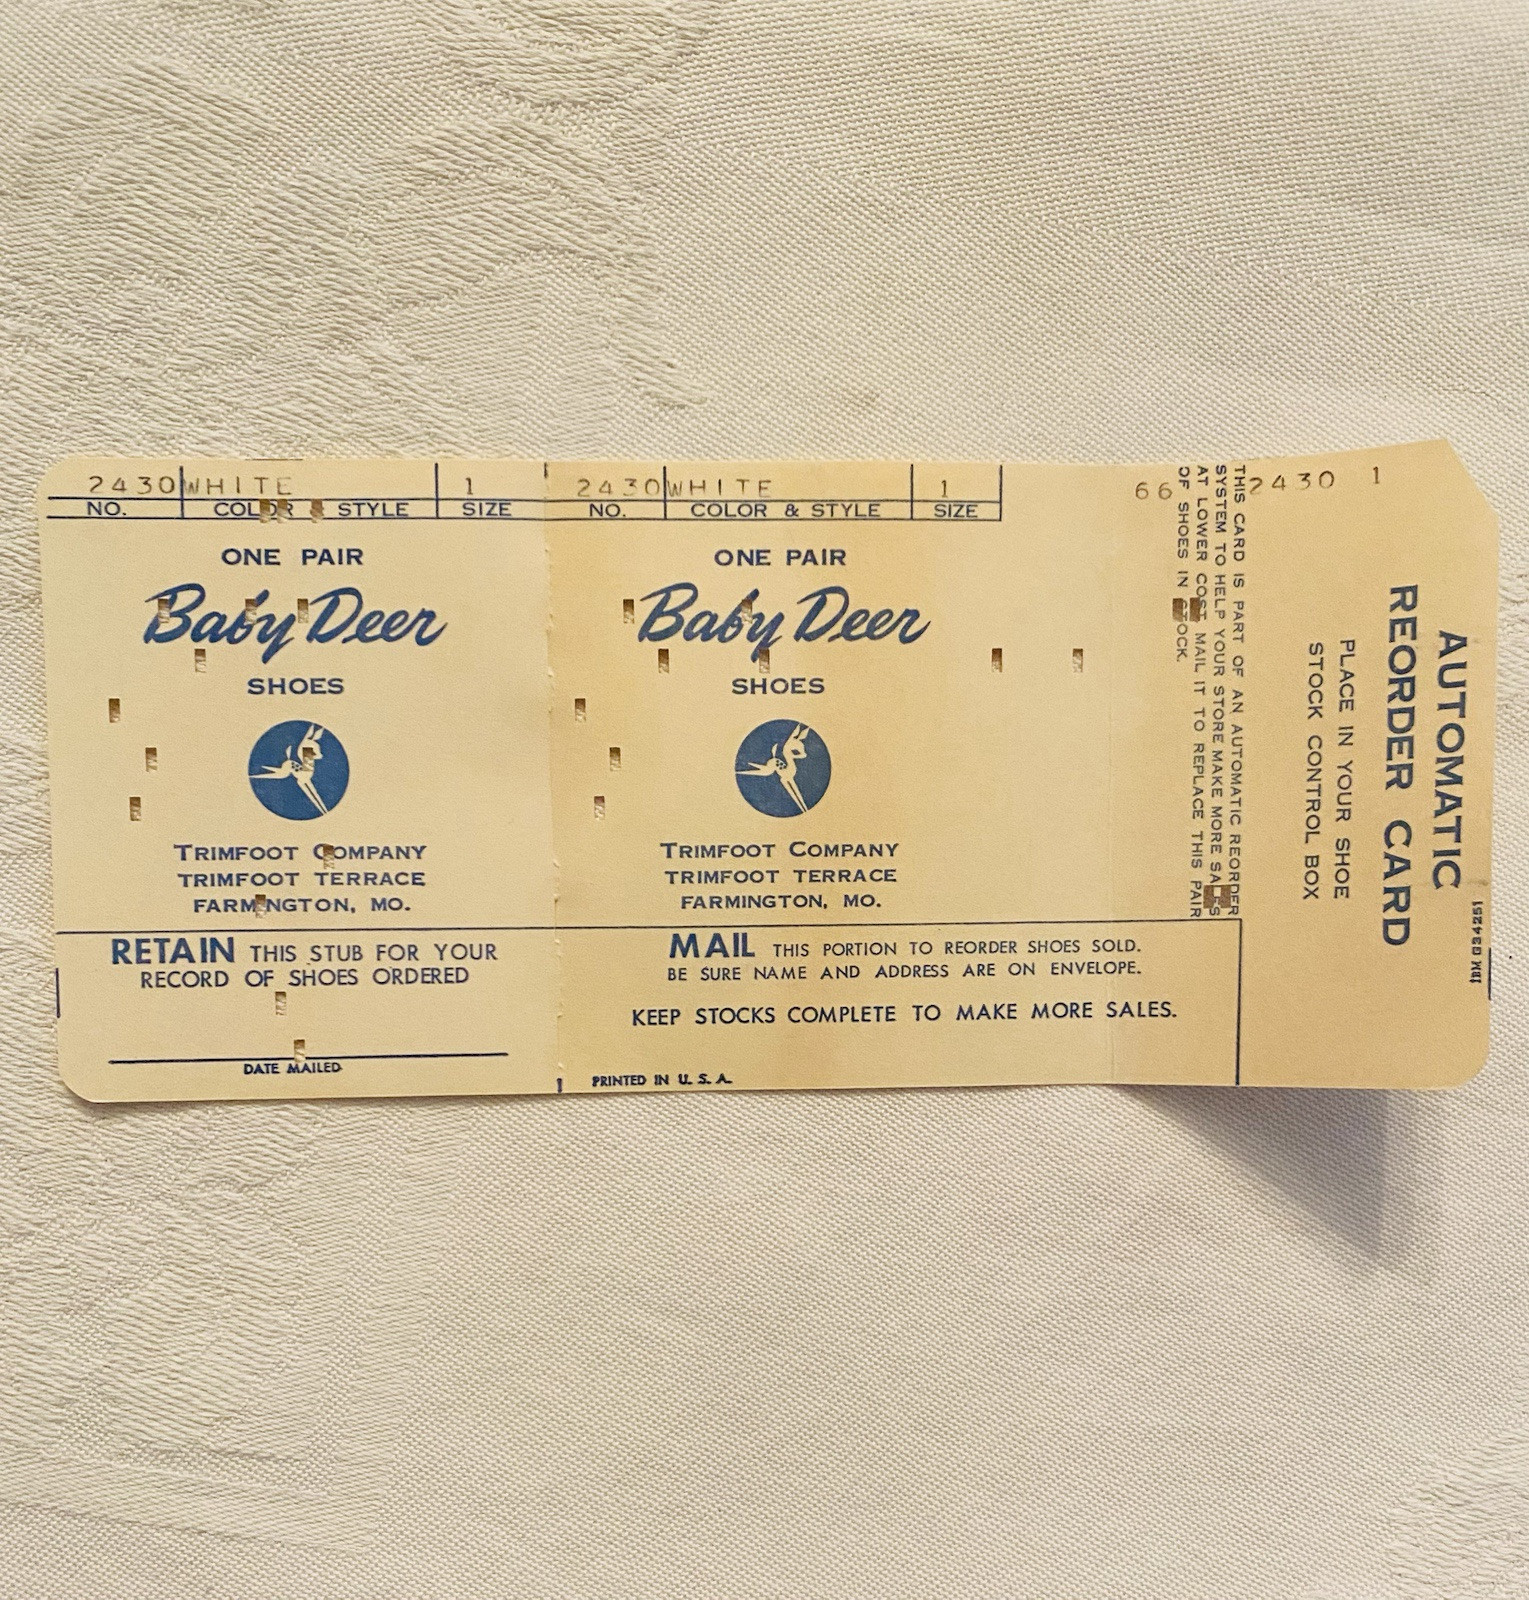 2430 WHITE 1
NO. COLOR & STYLE SIZE
ONE PAIR
Baby Deer
SHOES
TRIMFOOT COMPANY
TRIMFOOT TERRACE
FARMINGTON, MO.
RETAIN THIS STUB FOR YOUR
RECORD OF SHOES ORDERED
DATE MAILED
2430 WHITE 1
NO. COLOR & STYLE SIZE
ONE PAIR
Baby Deer
SHOES
TRIMFOOT COMPANY
TRIMFOOT TERRACE
FARMINGTON, MO.
MAIL THIS PORTION TO REORDER SHOES SOLD.
BE SURE NAME AND ADDRESS ARE ON ENVELOPE.
KEEP STOCKS COMPLETE TO MAKE MORE SALES.
PRINTED IN U. S. A.
66 2430 1
AUTOMATIC
REORDER CARD
PLACE IN YOUR SHOE
STOCK CONTROL BOX
THIS CARD IS PART OF AN AUTOMATIC REORDER
SYSTEM TO HELP YOUR STORE MAKE MORE SALES
AT LOWER COST MAIL IT TO REPLACE THIS PAIR
OF SHOES IN STOCK.
IBM